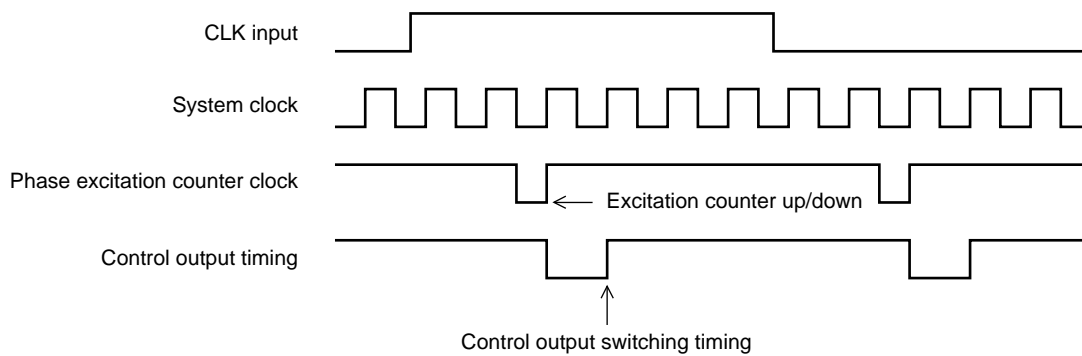 CLK input
System clock
Phase excitation counter clock
Excitation counter up/down
Control output timing
Control output switching timing